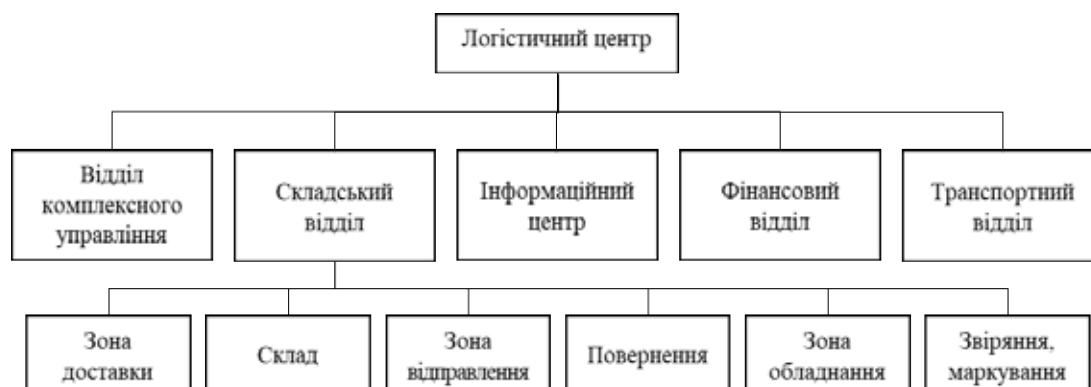 Логістичний центр
Відділ
комплексного
управління
Складський
відділ
Інформаційний
центр
Фінансовий
відділ
Транспортний
відділ
Зона
доставки
Склад
Зона
відправлення
Повернення
Зона
обладнання
Звіряння,
маркування